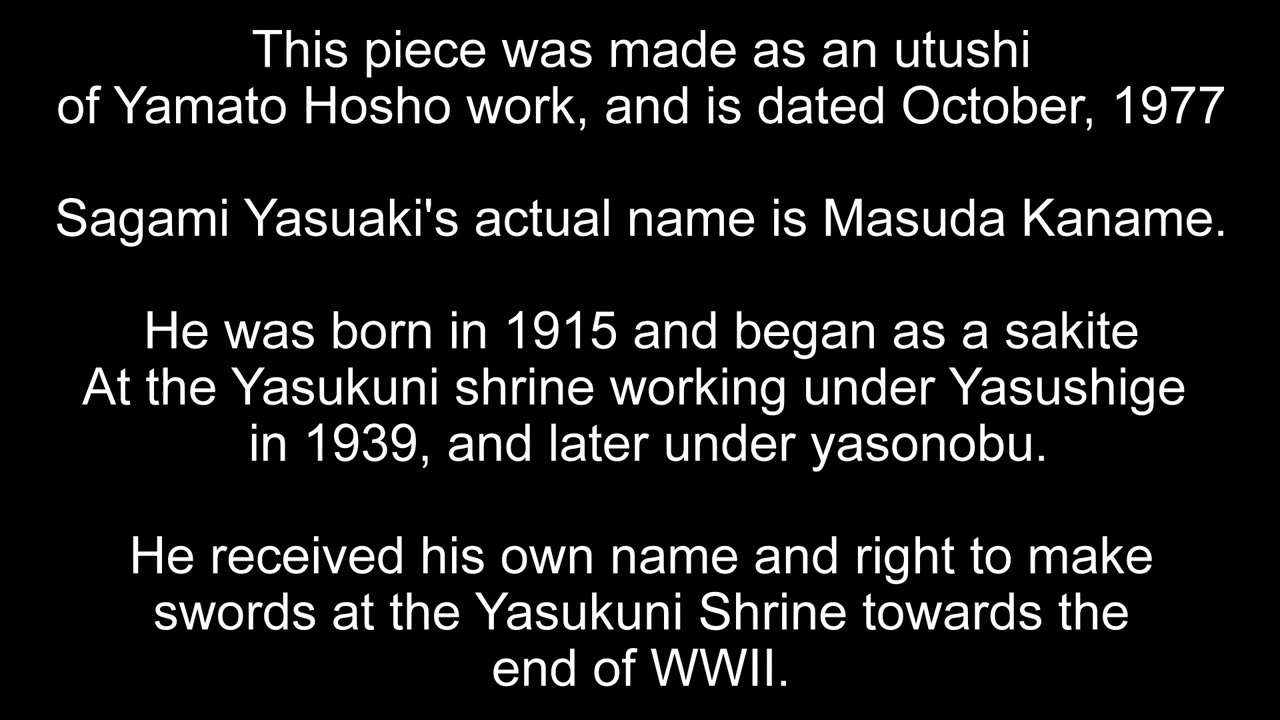 This piece was made as an utushi
of Yamato Hosho work, and is dated October, 1977
Sagami Yasuaki's actual name is Masuda Kaname.
He was born in 1915 and began as a sakite
At the Yasukuni shrine working under Yasushige
in 1939, and later under yasonobu.
He received his own name and right to make
swords at the Yasukuni Shrine towards the
end of WWII.